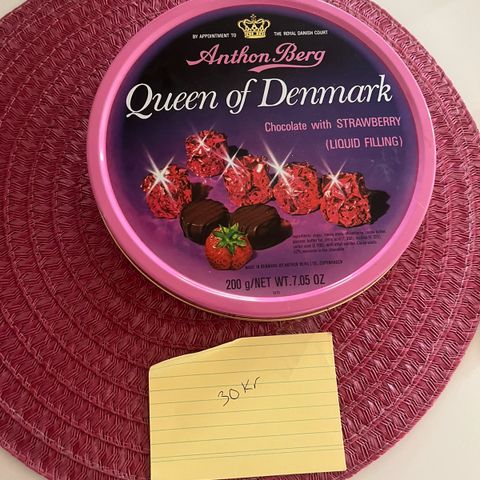 BY APPOINTMENT TO THE ROYAL DANISH COURT
Anthon Berg
Queen of Denmark
Chocolate with STRAWBERRY
(LIQUID FILLING)
200 g/NET WT. 7.05 OZ
30 Kr